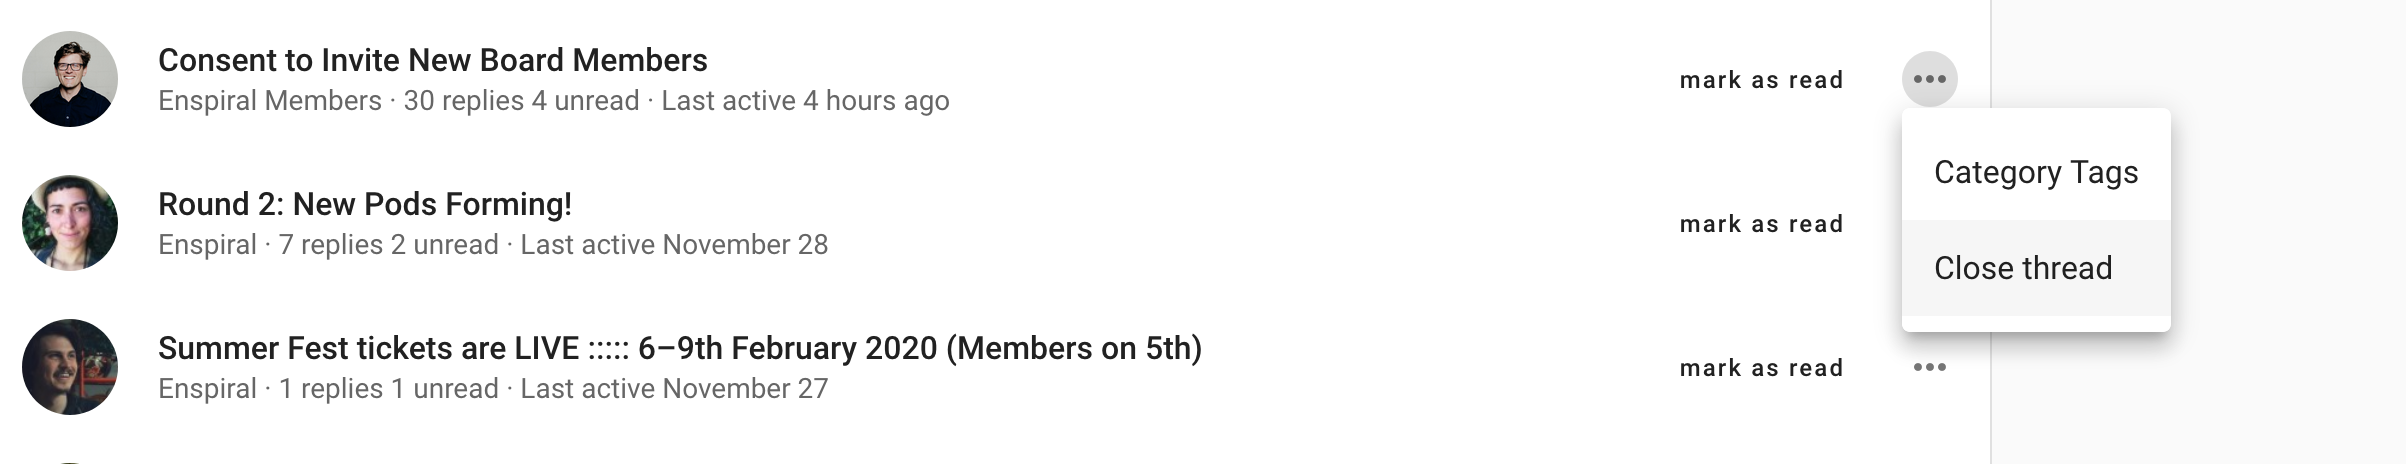 Consent to Invite New Board Members
Enspiral Members · 30 replies 4 unread · Last active 4 hours ago
mark as read
Category Tags
Close thread
Round 2: New Pods Forming!
Enspiral · 7 replies 2 unread · Last active November 28
mark as read
Summer Fest tickets are LIVE ::::: 6–9th February 2020 (Members on 5th)
Enspiral · 1 replies 1 unread · Last active November 27
mark as read